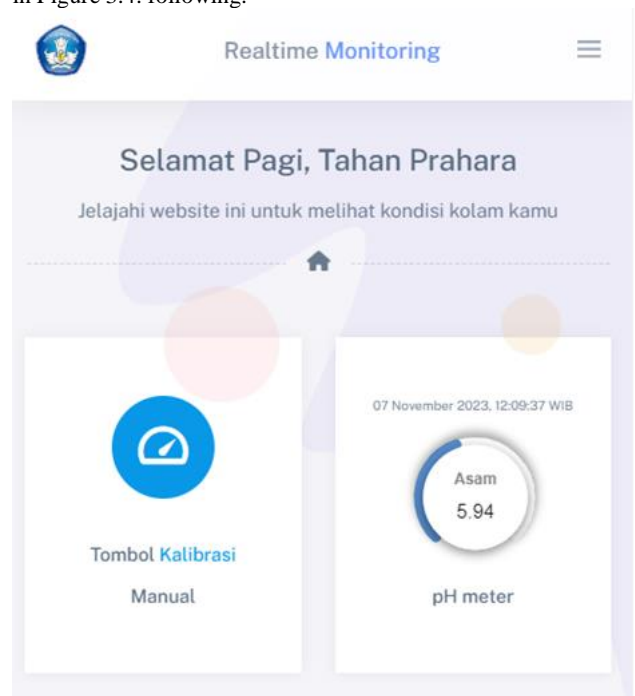 in Figure 3.4. following.
Realtime Monitoring
Selamat Pagi, Tahan Prahara
Jelajahi website ini untuk melihat kondisi kolam kamu
07 November 2023, 12:09:37 WIB
Asam
5.94
Tombol Kalibrasi
Manual
pH meter